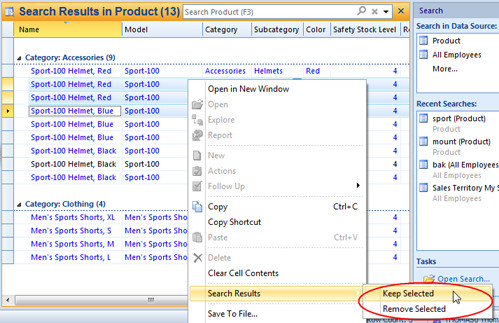 Search Results in Product (13)
Search Product (F3)
Name Model Category Subcategory Color Safety Stock Level
Category: Accessories (9)
Sport-100 Helmet, Red Sport-100 Accessories Helmets Red 4
Sport-100 Helmet, Red Sport-100 4
Sport-100 Helmet, Red Sport-100 4
Sport-100 Helmet, Blue Sport-100 4
Sport-100 Helmet, Blue Sport-100 4
Sport-100 Helmet, Blue Sport-100 4
Sport-100 Helmet, Black Sport-100 4
Sport-100 Helmet, Black Sport-100 4
Sport-100 Helmet, Black Sport-100 4
Category: Clothing (4)
Men's Sports Shorts, XL Men's Sports Sho 4
Men's Sports Shorts, S Men's Sports Sho 4
Men's Sports Shorts, M Men's Sports Sho 4
Men's Sports Shorts, L Men's Sports Sho 4
Open in New Window
Open
Explore
Report
New
Actions
Follow Up
Copy Ctrl+C
Copy Shortcut
Paste Ctrl+V
Delete
Clear Cell Contents
Search Results
Save To File...
Keep Selected
Remove Selected
Search
Search in Data Source:
Product
All Employees
More...
Recent Searches:
sport (Product)
All Employees
mount (Product)
All Employees
bak (All Employees)
All Employees
Sales Territory My S
All Employees
Tasks
Open Search...